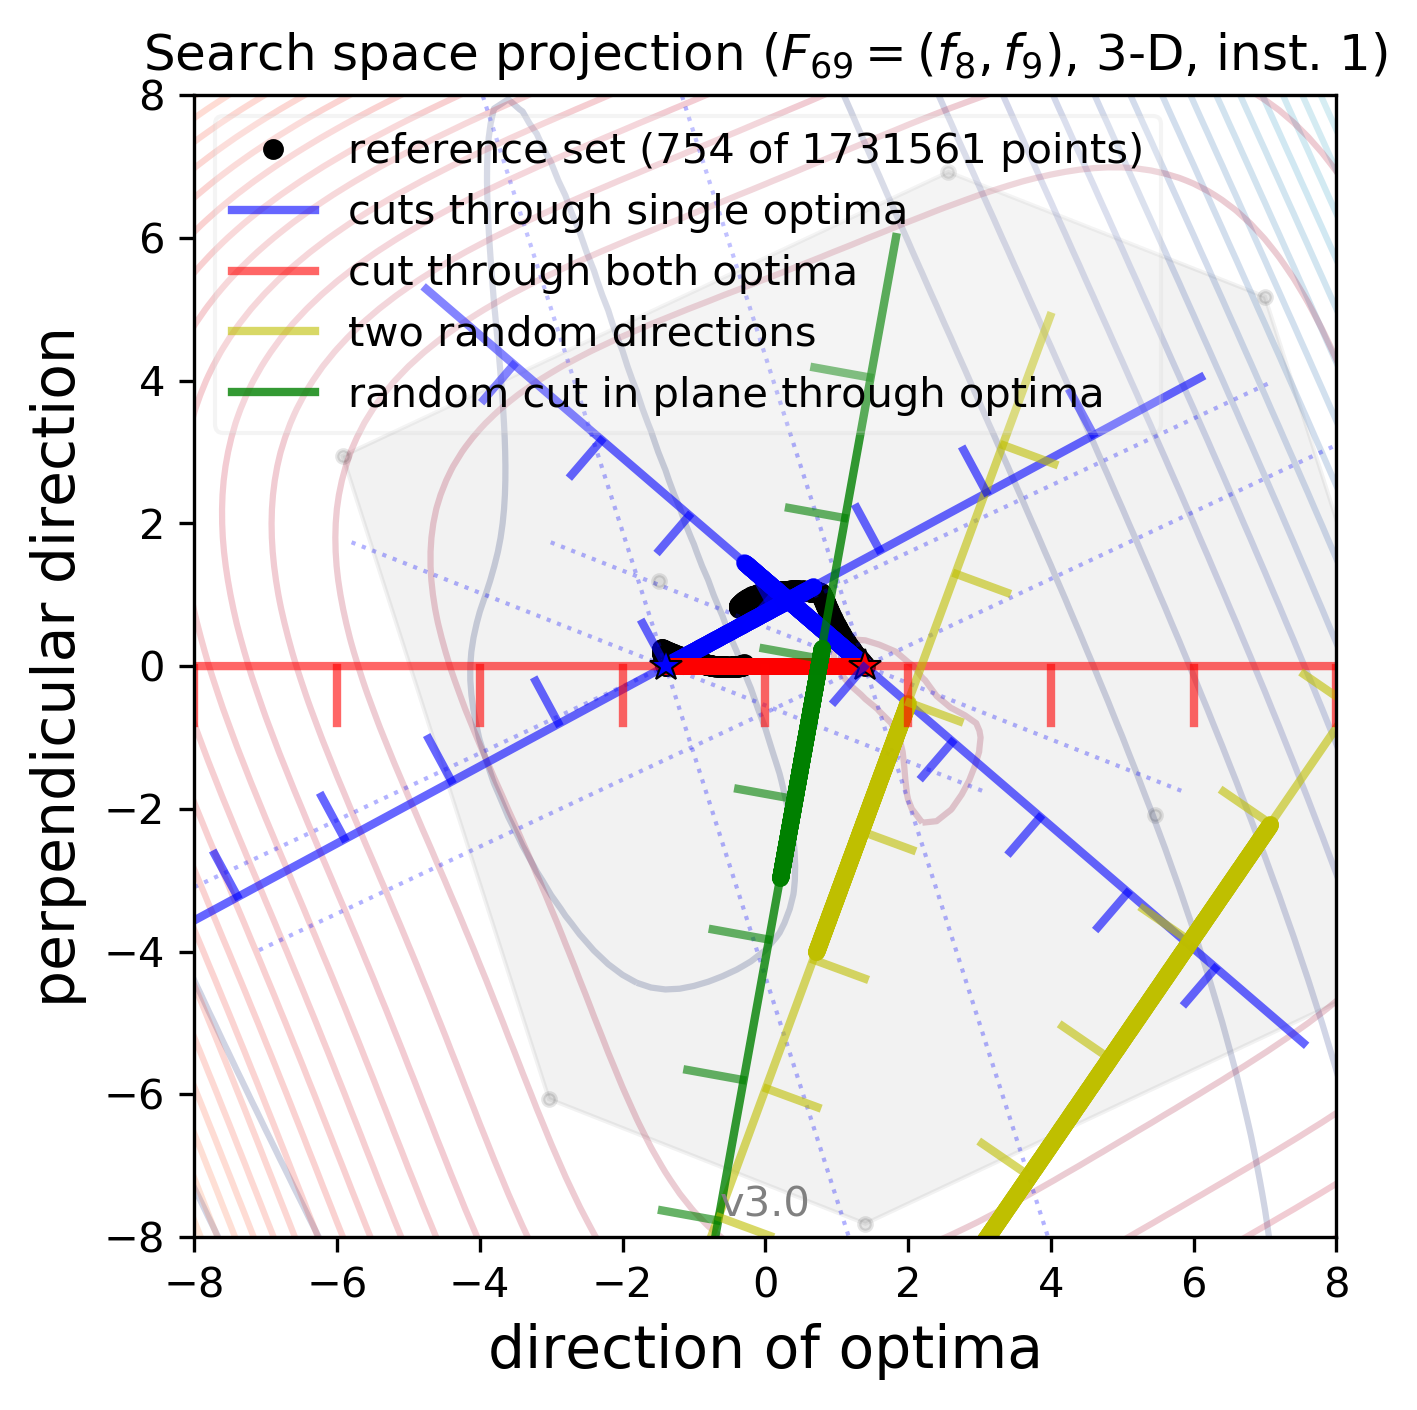 Search space projection (F₆₉ = (f₈, f₉), 3-D, inst. 1)
8
6
4
2
0
−2
−4
−6
−8
perpendicular direction
reference set (754 of 1731561 points)
cuts through single optima
cut through both optima
two random directions
random cut in plane through optima
v3.0
−8 −6 −4 −2 0 2 4 6 8
direction of optima